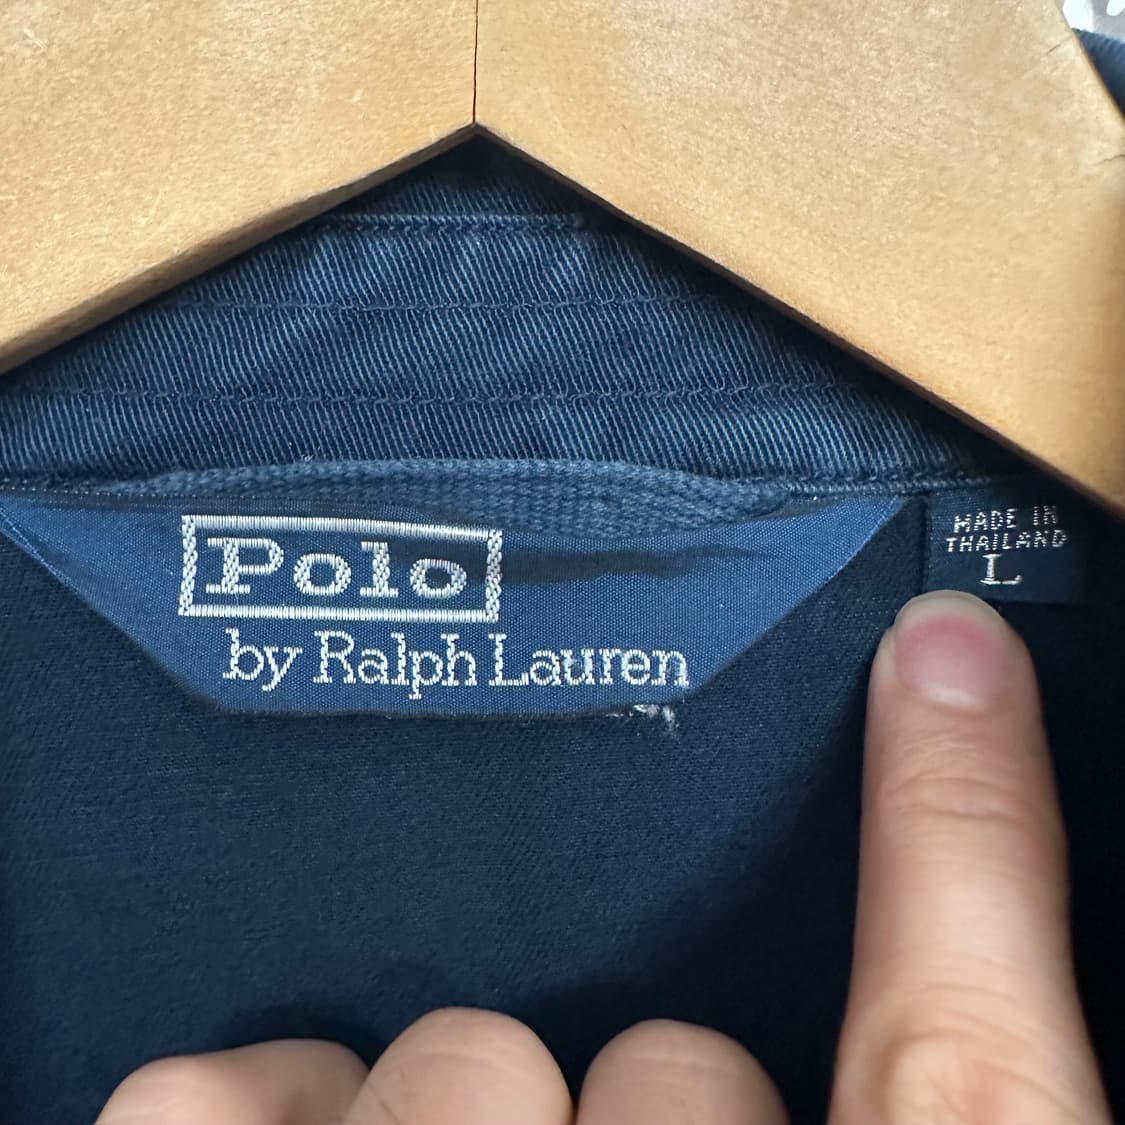 Polo
by Ralph Lauren
MADE IN
THAILAND
L